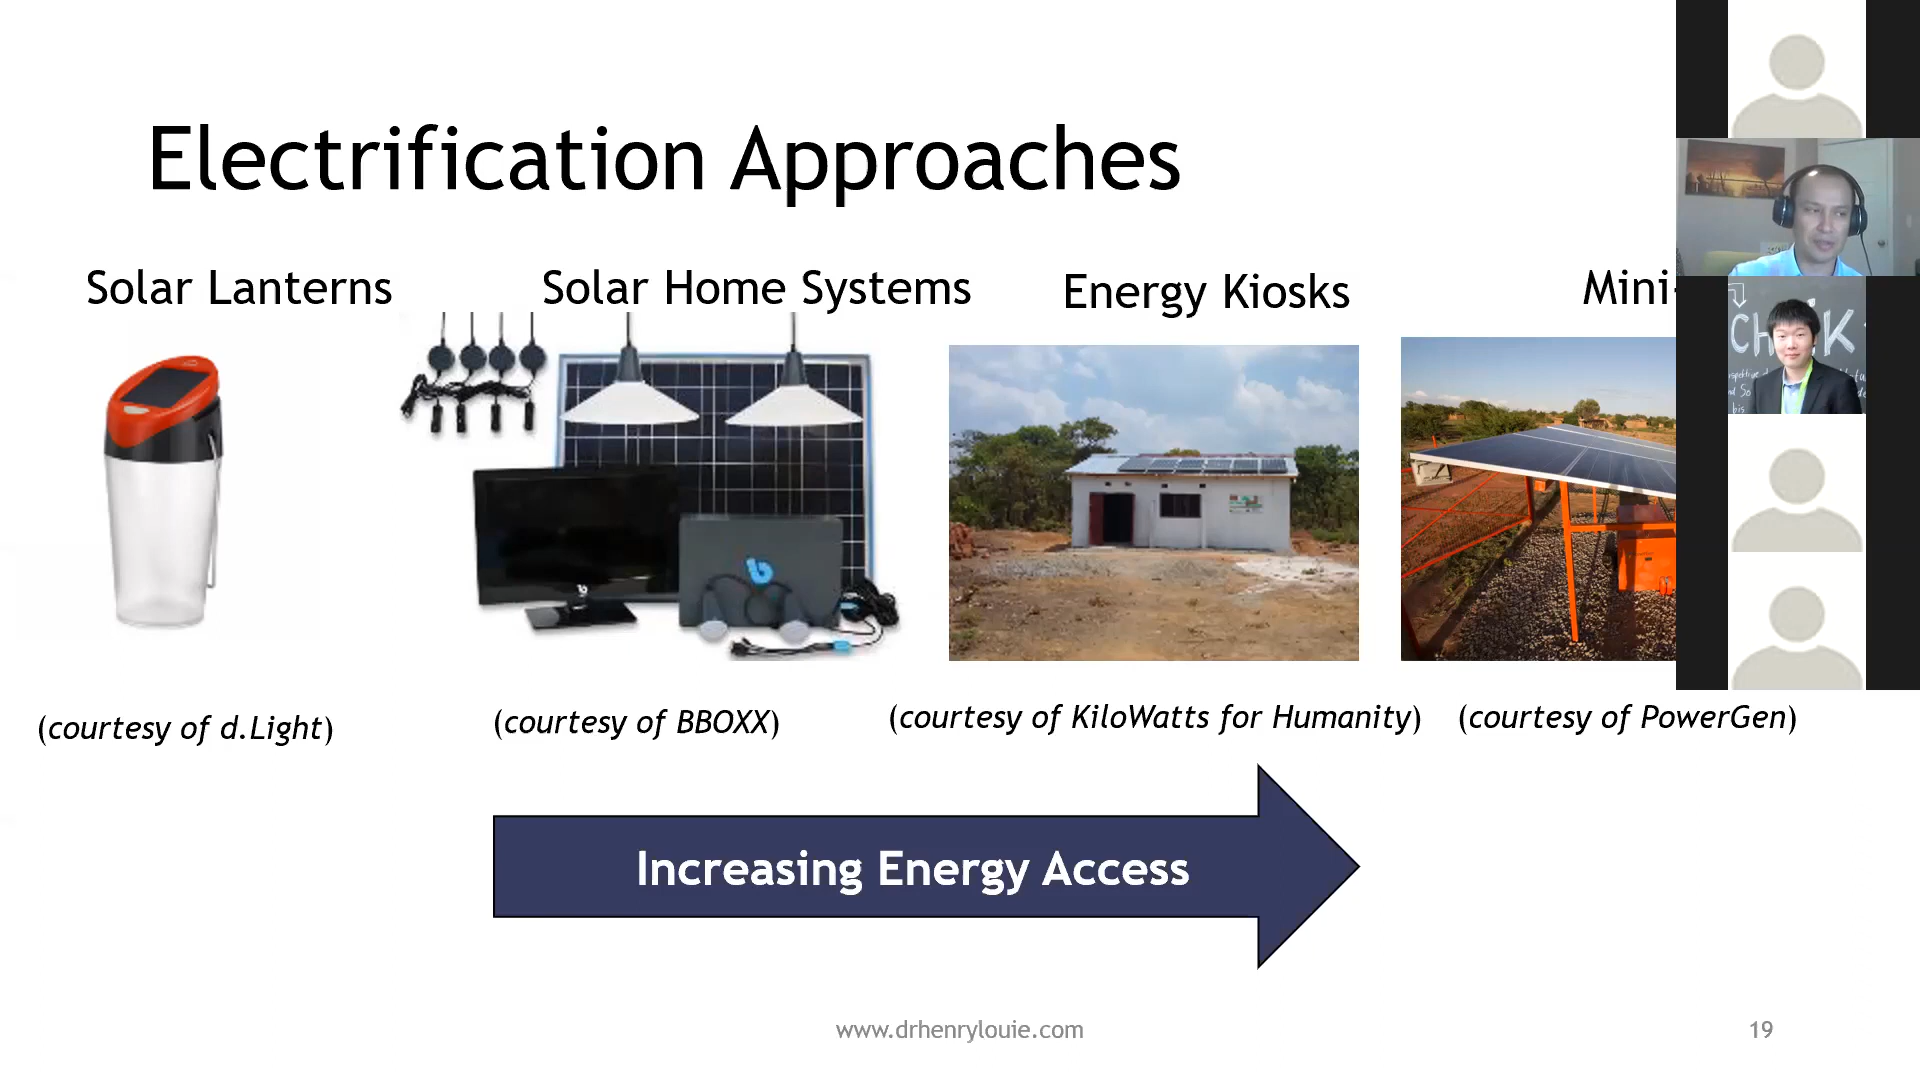 Electrification Approaches
Solar Lanterns
Solar Home Systems
Energy Kiosks
Mini-
(courtesy of d.Light)
(courtesy of BBOXX)
(courtesy of KiloWatts for Humanity)
(courtesy of PowerGen)
Increasing Energy Access
www.drhenrylouie.com
19